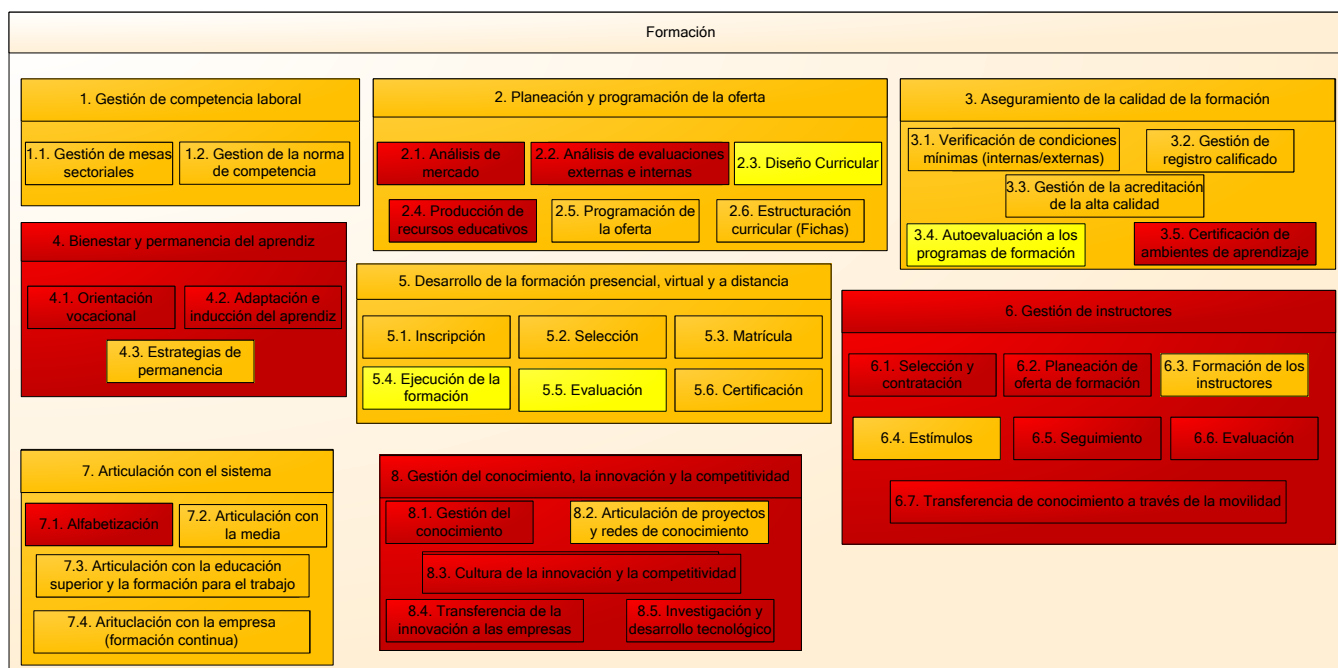 Formación
1. Gestión de competencia laboral
1.1. Gestión de mesas
sectoriales
1.2. Gestion de la norma
de competencia
2. Planeación y programación de la oferta
2.1. Análisis de
mercado
2.2. Análisis de evaluaciones
externas e internas
2.3. Diseño Curricular
2.4. Producción de
recursos educativos
2.5. Programación de
la oferta
2.6. Estructuración
curricular (Fichas)
3. Aseguramiento de la calidad de la formación
3.1. Verificación de condiciones
mínimas (internas/externas)
3.2. Gestión de
registro calificado
3.3. Gestión de la acreditación
de la alta calidad
3.4. Autoevaluación a los
programas de formación
3.5. Certificación de
ambientes de aprendizaje
4. Bienestar y permanencia del aprendiz
4.1. Orientación
vocacional
4.2. Adaptación e
inducción del aprendiz
4.3. Estrategias de
permanencia
5. Desarrollo de la formación presencial, virtual y a distancia
5.1. Inscripción
5.2. Selección
5.3. Matrícula
5.4. Ejecución de la
formación
5.5. Evaluación
5.6. Certificación
6. Gestión de instructores
6.1. Selección y
contratación
6.2. Planeación de
oferta de formación
6.3. Formación de los
instructores
6.4. Estímulos
6.5. Seguimiento
6.6. Evaluación
6.7. Transferencia de conocimiento a través de la movilidad
7. Articulación con el sistema
7.1. Alfabetización
7.2. Articulación con
la media
7.3. Articulación con la educación
superior y la formación para el trabajo
7.4. Arituclación con la empresa
(formación continua)
8. Gestión del conocimiento, la innovación y la competitividad
8.1. Gestión del
conocimiento
8.2. Articulación de proyectos
y redes de conocimiento
8.3. Cultura de la innovación y la competitividad
8.4. Transferencia de la
innovación a las empresas
8.5. Investigación y
desarrollo tecnológico